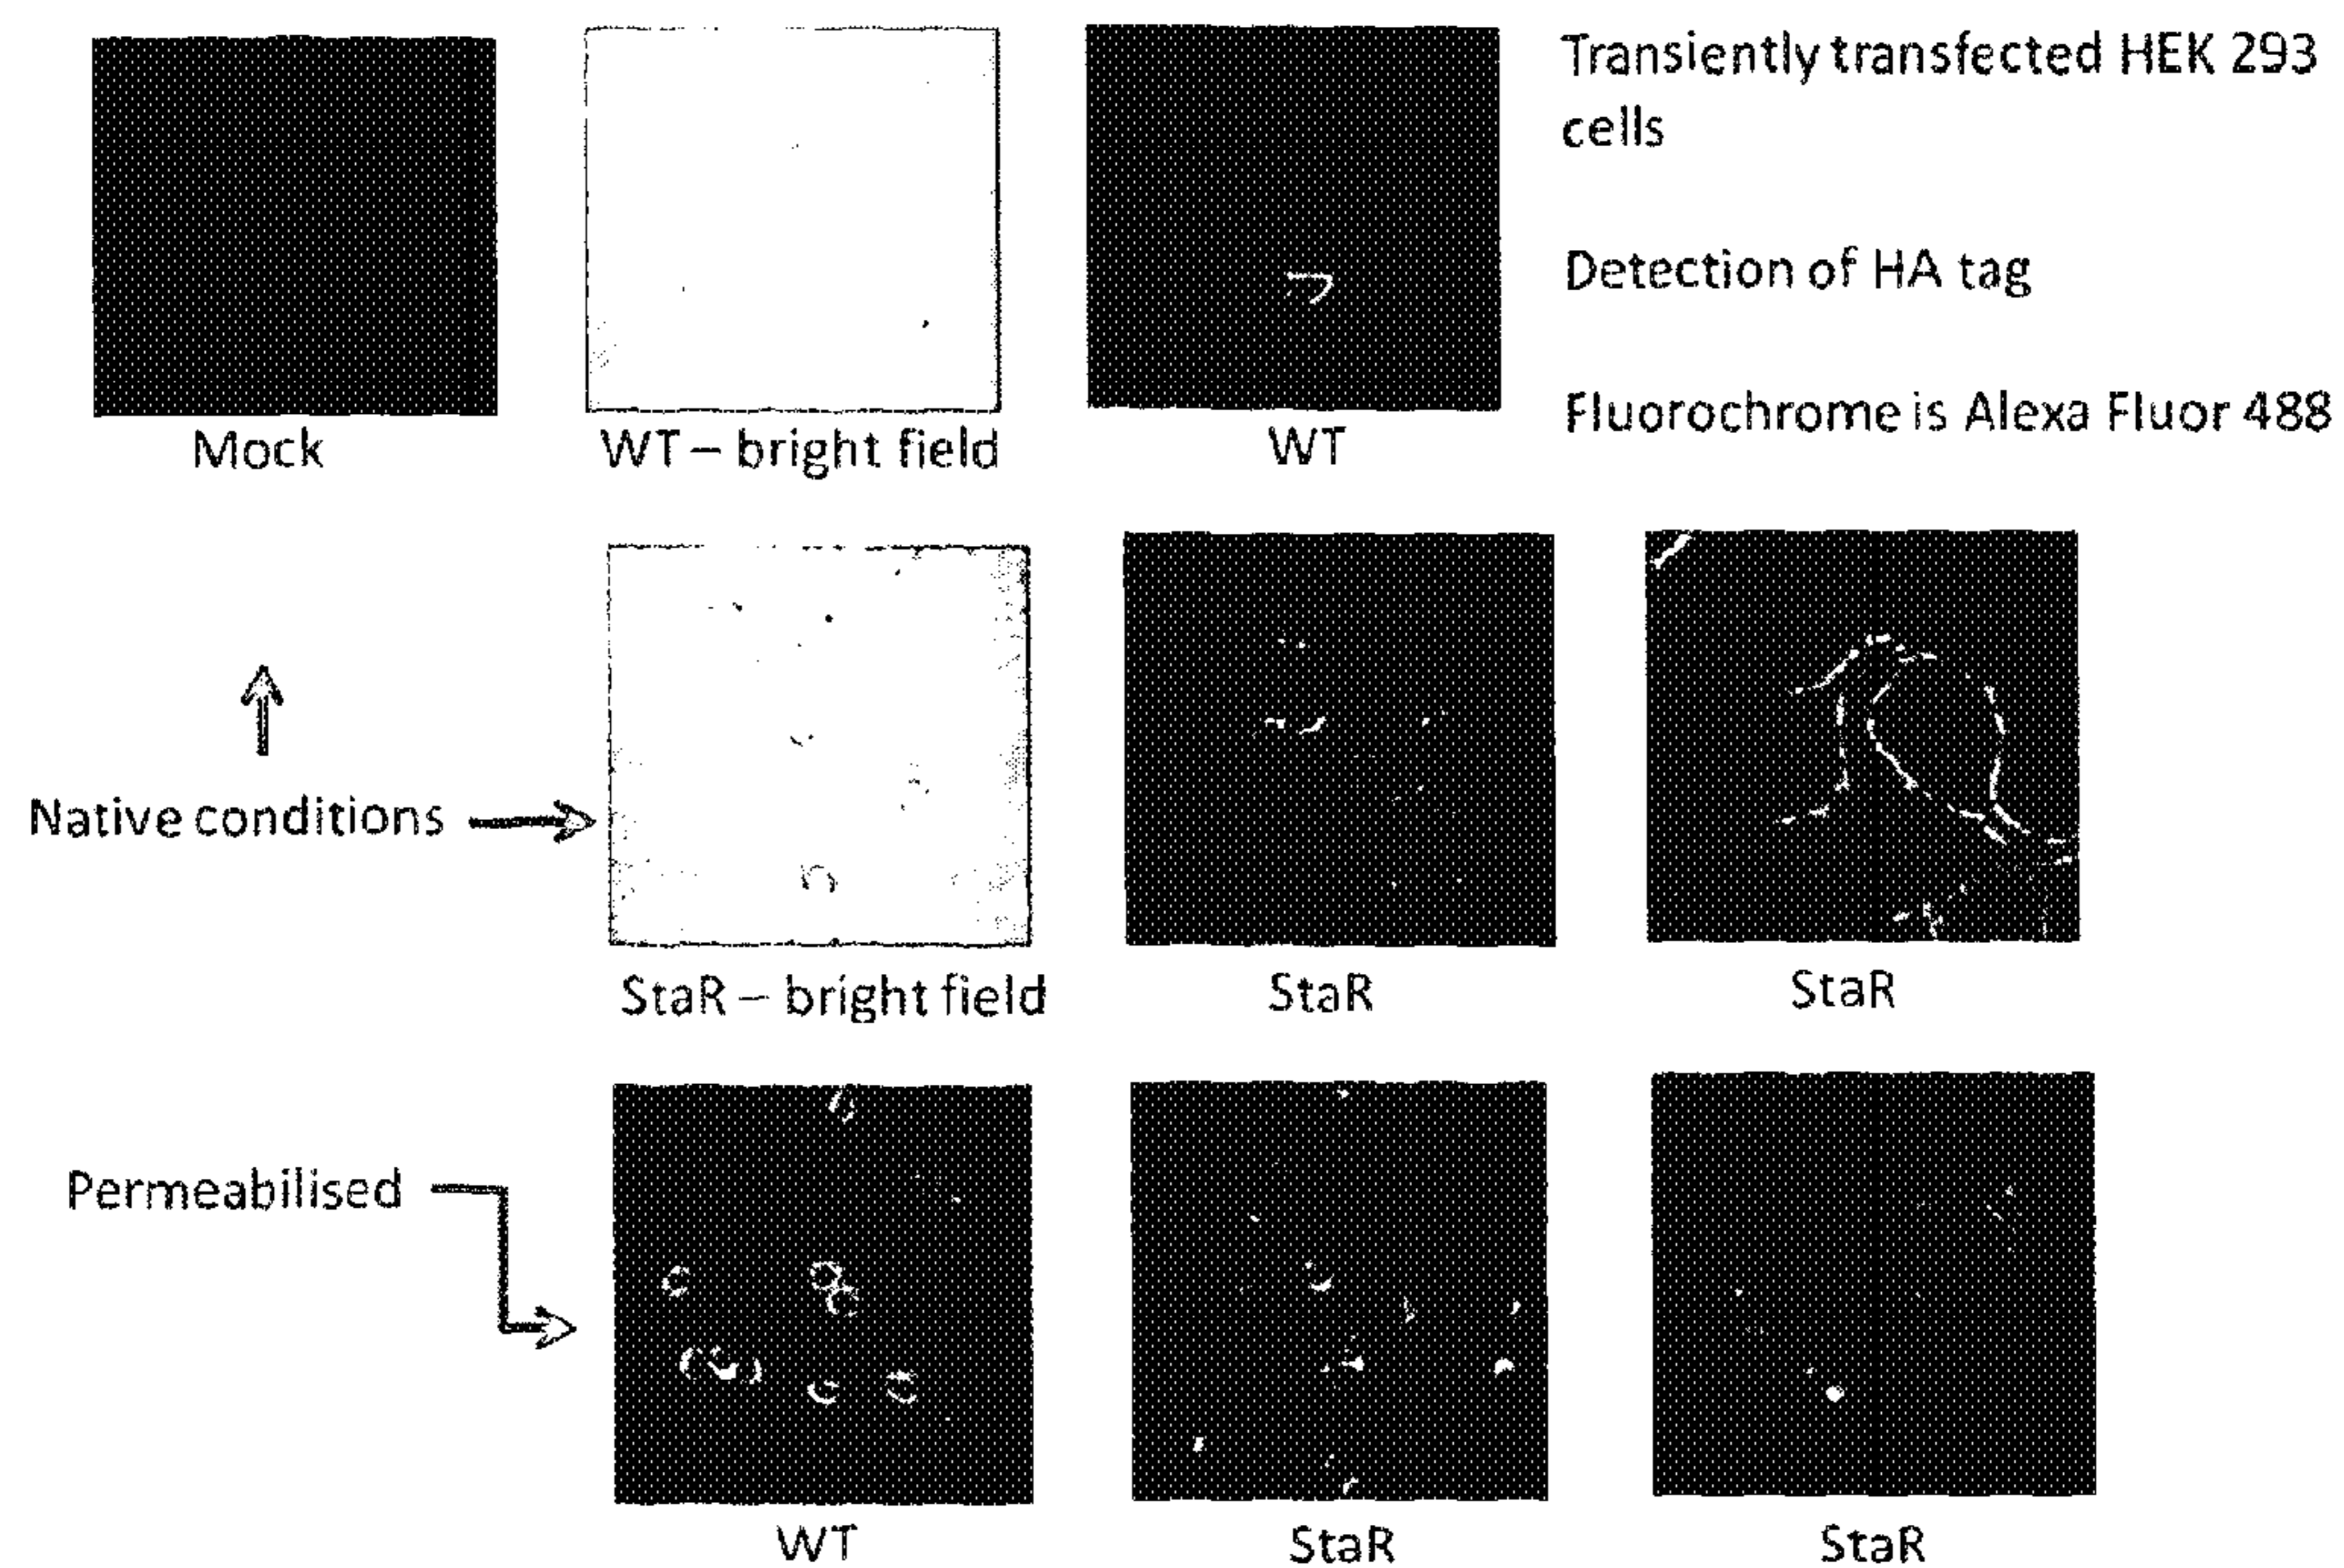 Transiently transfected HEK 293
cells
Detection of HA tag
Fluorochrome is Alexa Fluor 488
Mock
WT – bright field
WT
Native conditions
StaR – bright field
StaR
StaR
Permeabilised
WT
StaR
StaR